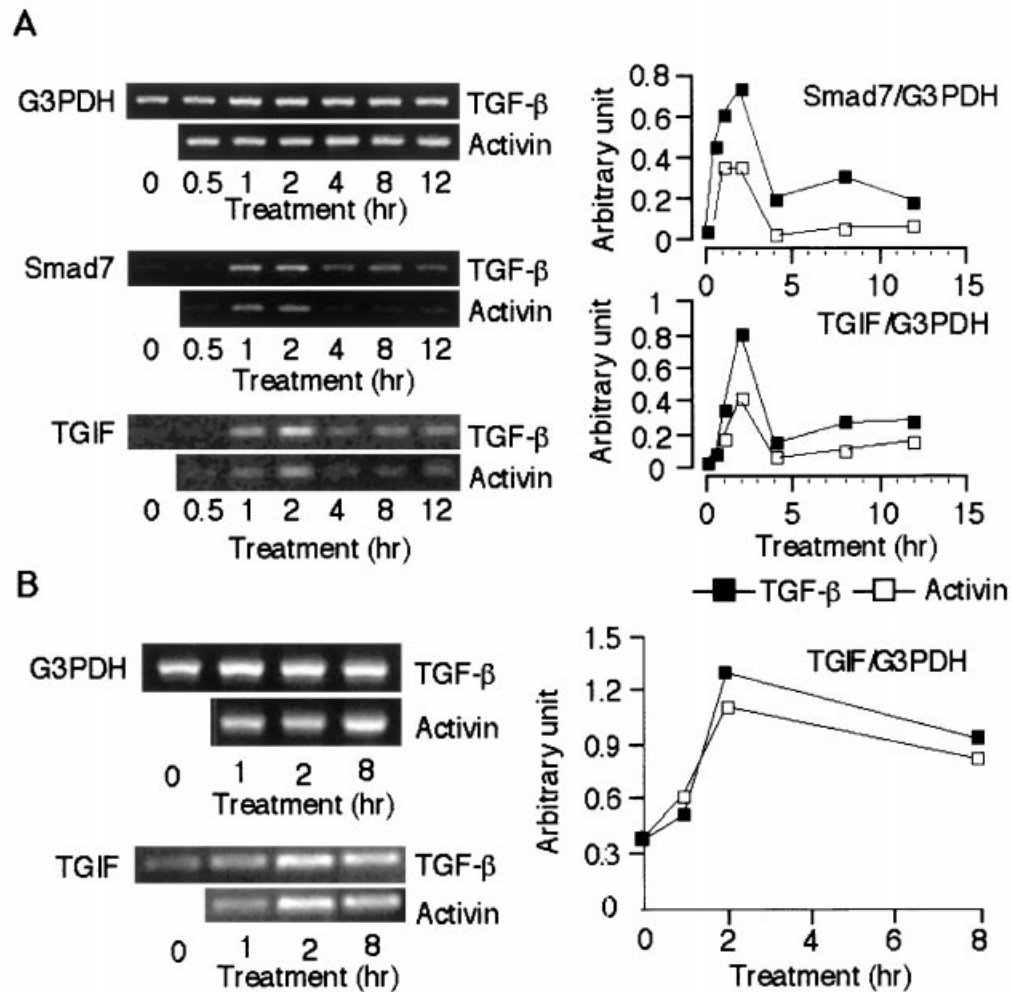 A
G3PDH
TGF-β
Activin
0 0.5 1 2 4 8 12
Treatment (hr)
Smad7
TGF-β
Activin
0 0.5 1 2 4 8 12
Treatment (hr)
TGIF
TGF-β
Activin
0 0.5 1 2 4 8 12
Treatment (hr)
Smad7/G3PDH
Arbitrary unit
0.8
0.6
0.4
0.2
0
0 5 10 15
TGIF/G3PDH
Arbitrary unit
1
0.8
0.6
0.4
0.2
0
0 5 10 15
Treatment (hr)
TGF-β Activin
B
G3PDH
TGF-β
Activin
0 1 2 8
Treatment (hr)
TGIF
TGF-β
Activin
0 1 2 8
Treatment (hr)
TGIF/G3PDH
Arbitrary unit
1.5
1.2
0.9
0.6
0.3
0
0 2 4 6 8
Treatment (hr)